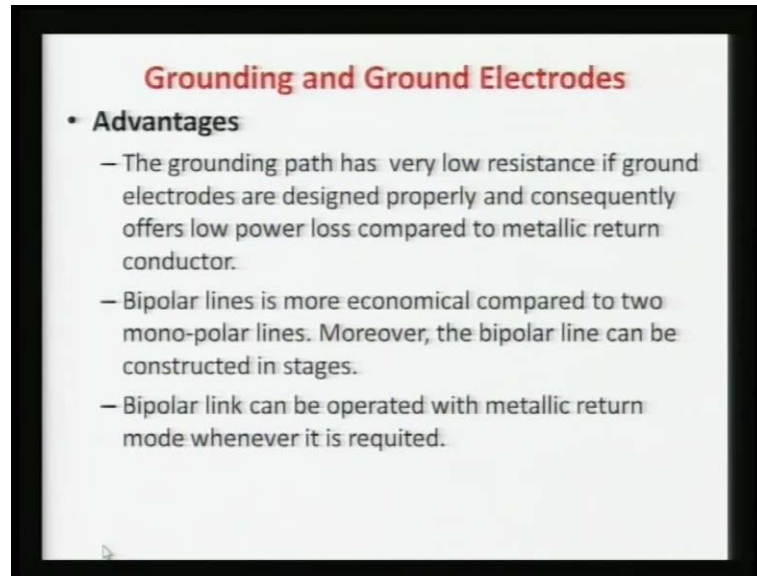 Grounding and Ground Electrodes
• Advantages
– The grounding path has very low resistance if ground
electrodes are designed properly and consequently
offers low power loss compared to metallic return
conductor.
– Bipolar lines is more economical compared to two
mono-polar lines. Moreover, the bipolar line can be
constructed in stages.
– Bipolar link can be operated with metallic return
mode whenever it is requited.